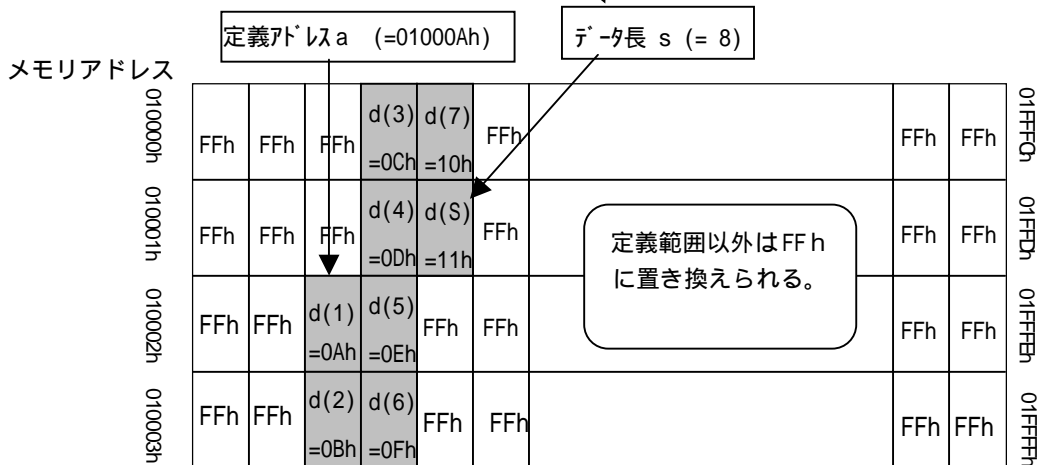 定義ｱﾄﾞﾚｽa (=01000Ah)
ﾃﾞｰﾀ長 s (= 8)
メモリアドレス
010000h
FFh FFh FFh d(3) =0Ch d(7) =10h FFh FFh FFh
01FFFCh
010001h
FFh FFh FFh d(4) =0Dh d(S) =11h FFh FFh FFh
01FFFDh
定義範囲以外はFFh
に置き換えられる。
010002h
FFh FFh d(1) =0Ah d(5) =0Eh FFh FFh FFh FFh
01FFFEh
010003h
FFh FFh d(2) =0Bh d(6) =0Fh FFh FFh FFh FFh
01FFFFh